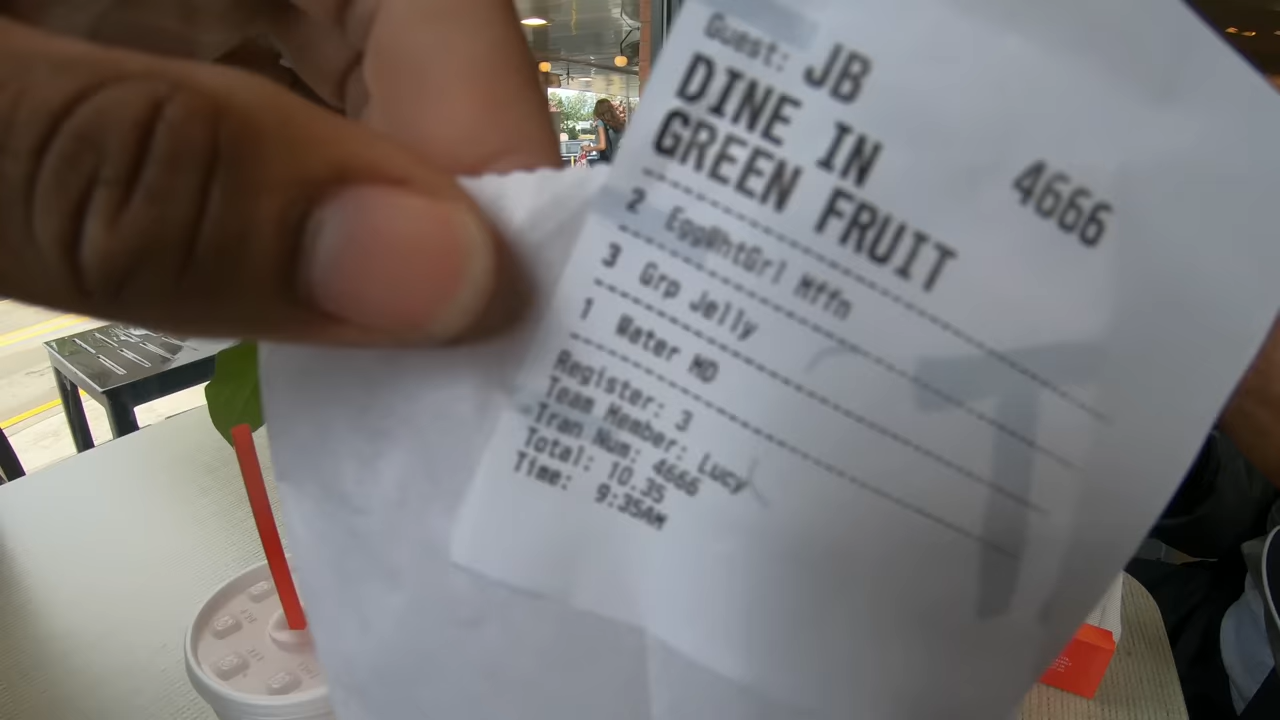 Guest: JB
DINE IN
GREEN FRUIT 4666
2 EggWhtGrl Mffn
3 Grp Jelly
1 Water MD
Register: 3
Team Member: Lucy
Tran Num: 4666
Total: 10.35
Time: 9:35AM